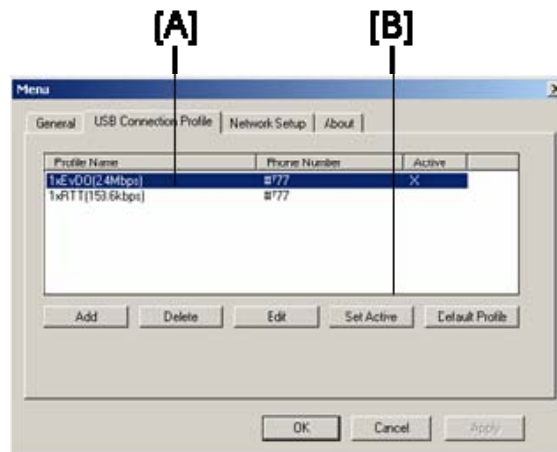 [A] [B]
Menu
General USB Connection Profile Network Setup About
Profile Name Phone Number Active
1xEvDO(2.4Mbps) #777 X
1xRTT(153.6kbps) #777
Add Delete Edit Set Active Default Profile
OK Cancel Apply